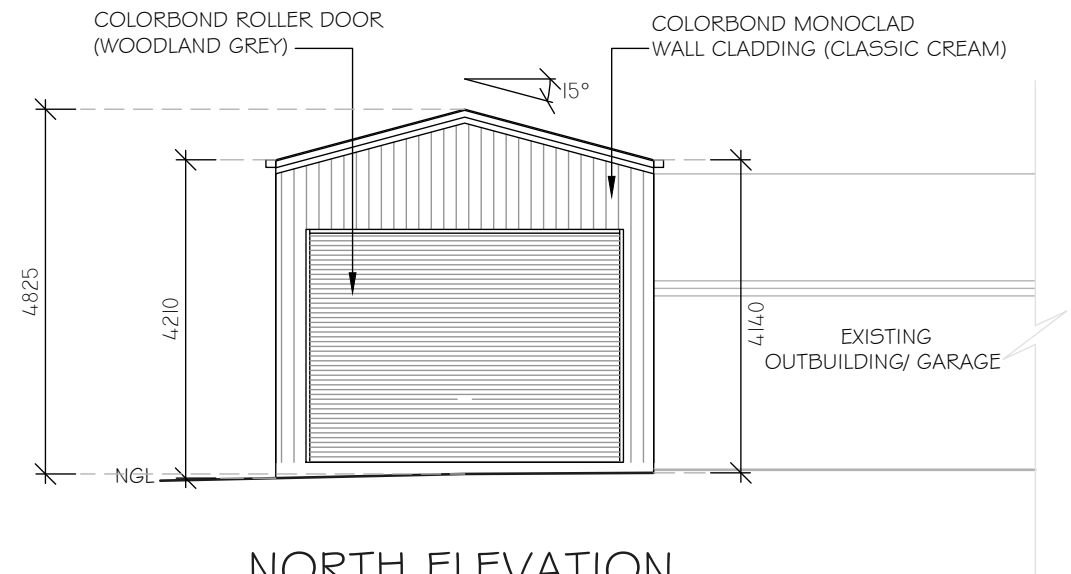 COLORBOND ROLLER DOOR
(WOODLAND GREY)
COLORBOND MONOCLAD
WALL CLADDING (CLASSIC CREAM)
15°
4825
4210
4140
EXISTING
OUTBUILDING/ GARAGE
NGL
NORTH ELEVATION